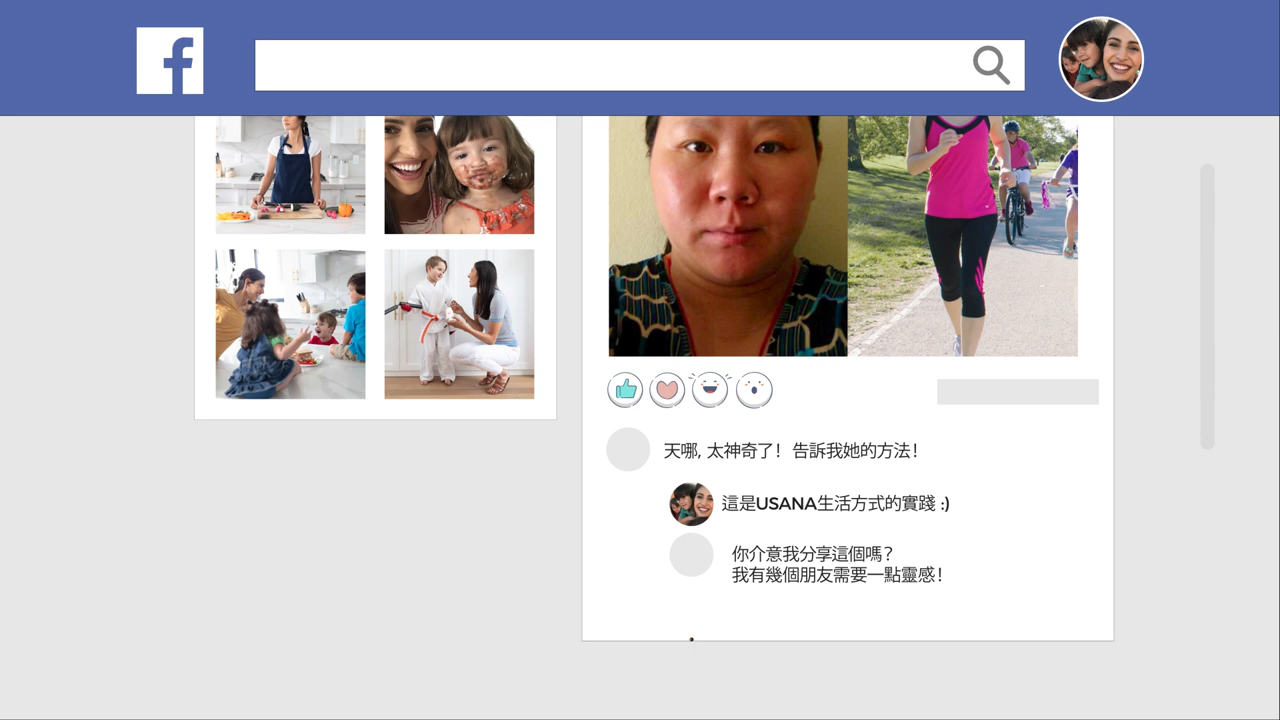 f
天哪, 太神奇了！ 告訴我她的方法！
這是USANA生活方式的實踐 :)
你介意我分享這個嗎？
我有幾個朋友需要一點靈感！